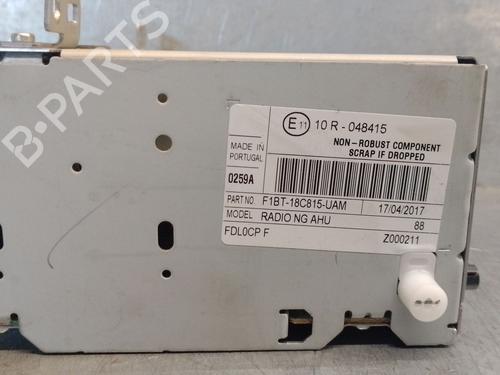 B-PARTS
E11 10 R - 048415
NON-ROBUST COMPONENT
SCRAP IF DROPPED
MADE IN
PORTUGAL
0259A
PART NO. F1BT-18C815-UAM 17/04/2017
MODEL RADIO NG AHU 88
FDL0CP F Z000211